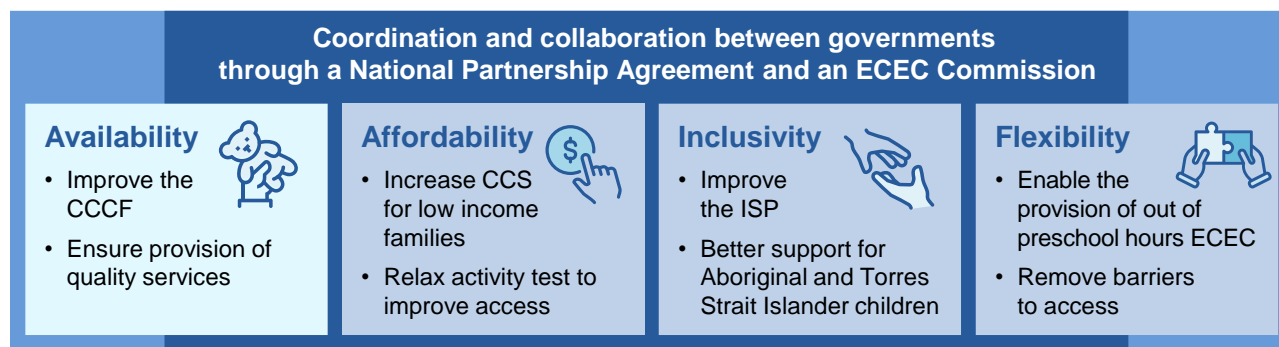 Coordination and collaboration between governments
through a National Partnership Agreement and an ECEC Commission
Availability
• Improve the
CCCF
• Ensure provision of
quality services
Affordability
$
• Increase CCS
for low income
families
• Relax activity test to
improve access
Inclusivity
• Improve
the ISP
• Better support for
Aboriginal and Torres
Strait Islander children
Flexibility
• Enable the
provision of out of
preschool hours ECEC
• Remove barriers
to access